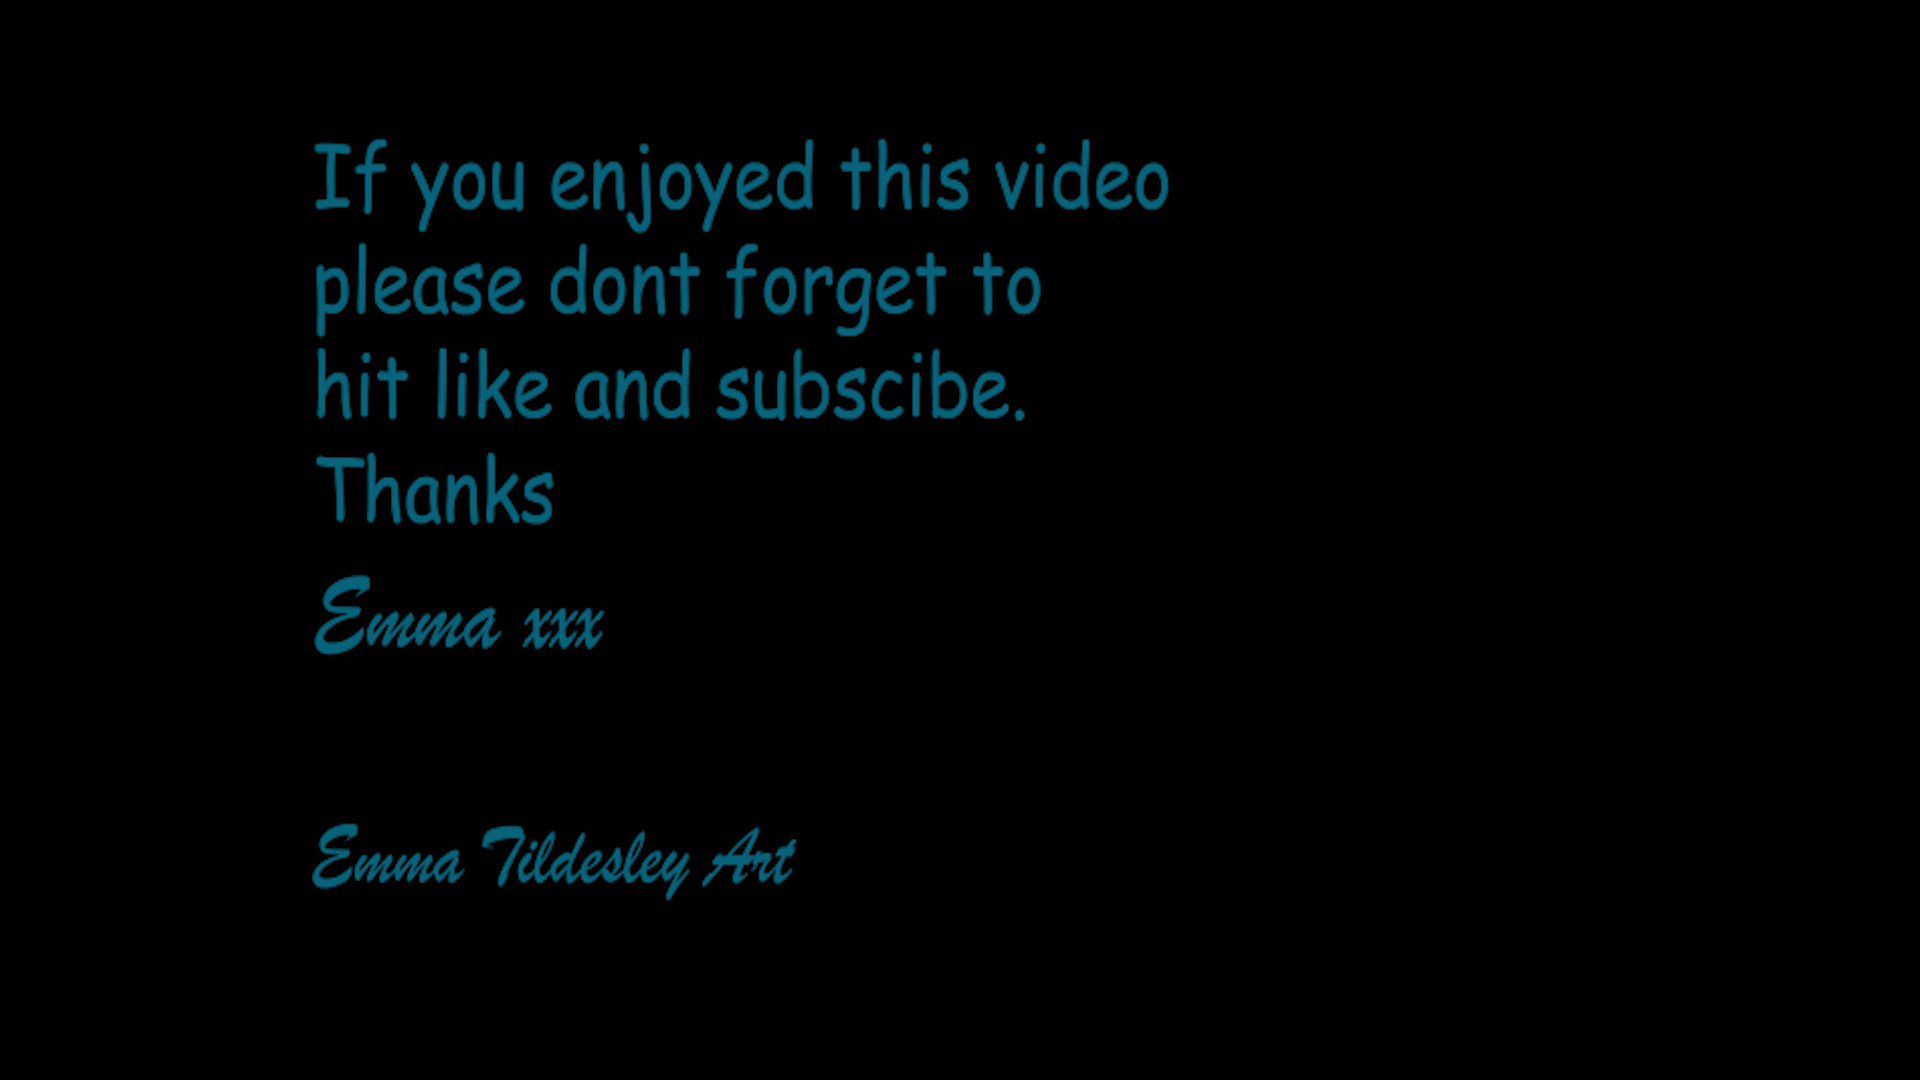 If you enjoyed this video
please dont forget to
hit like and subscibe.
Thanks
Emma xxx
Emma Tildesley Art